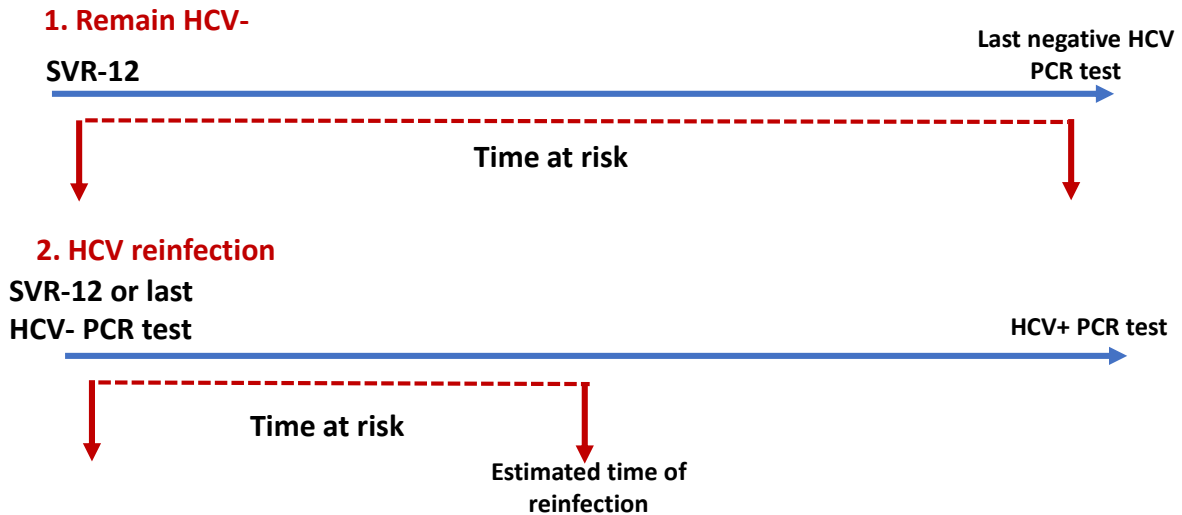 1. Remain HCV-
SVR-12
Last negative HCV
PCR test
Time at risk
2. HCV reinfection
SVR-12 or last
HCV- PCR test
HCV+ PCR test
Time at risk
Estimated time of
reinfection